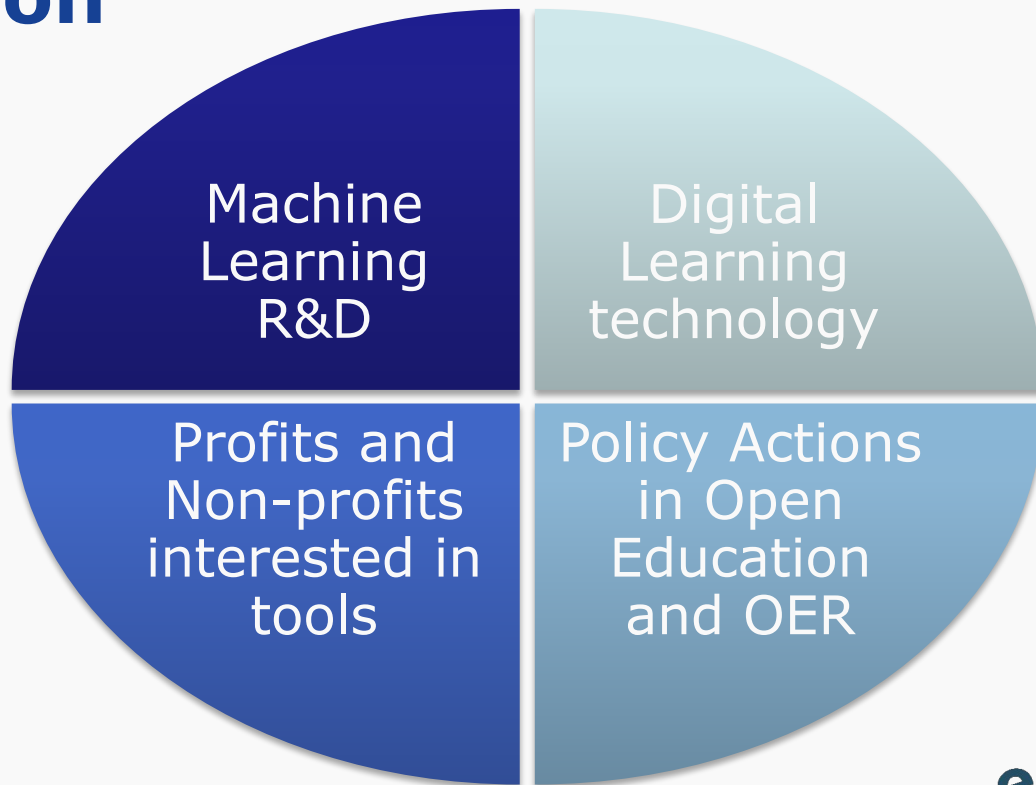 on
Machine
Learning
R&D
Digital
Learning
technology
Profits and
Non-profits
interested in
tools
Policy Actions
in Open
Education
and OER